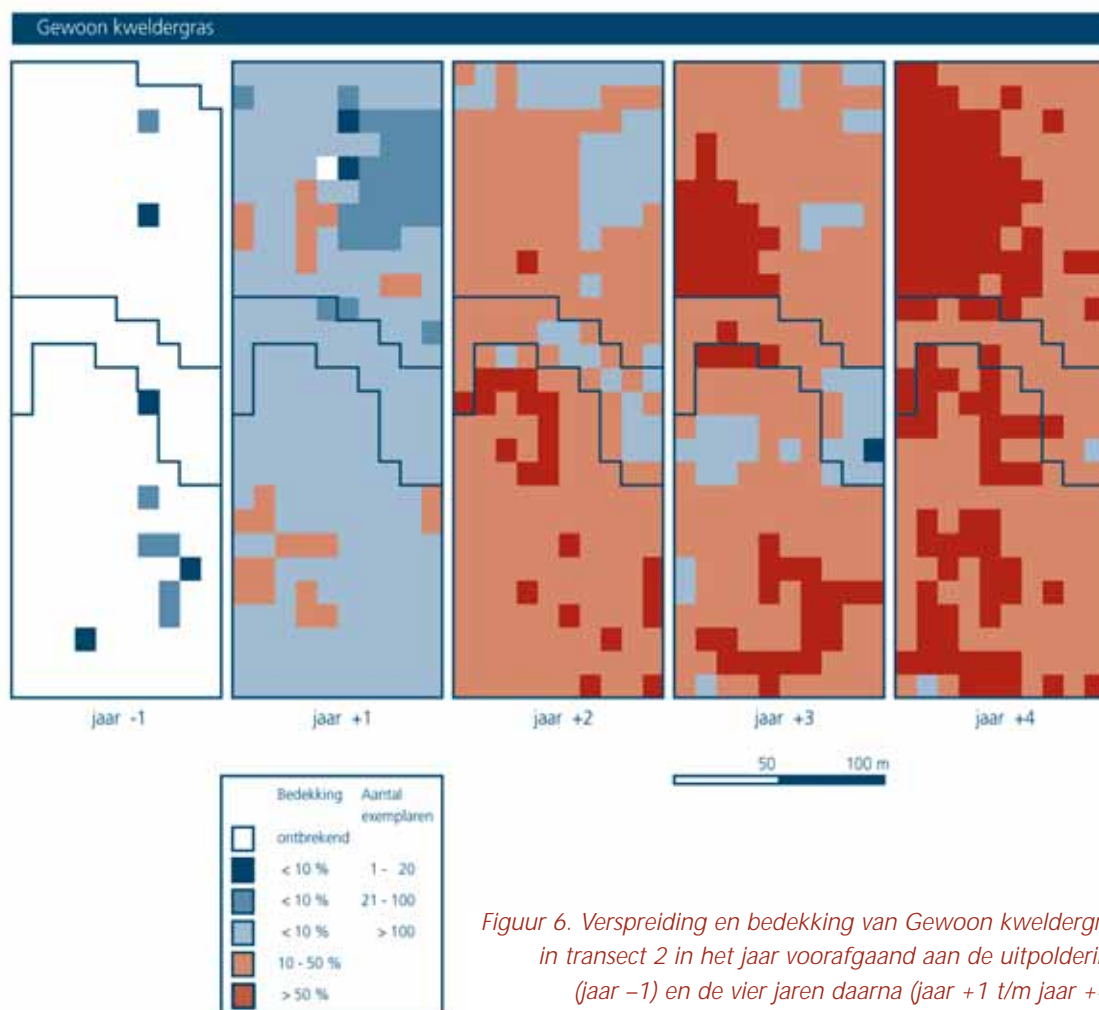 Gewoon kweldergras
jaar -1
jaar +1
jaar +2
jaar +3
jaar +4
50
100 m
Bedekking Aantal
exemplaren
ontbrekend
< 10 % 1 - 20
< 10 % 21 - 100
< 10 % > 100
10 - 50 %
> 50 %
Figuur 6. Verspreiding en bedekking van Gewoon kweldergr
in transect 2 in het jaar voorafgaand aan de uitpolderi
(jaar –1) en de vier jaren daarna (jaar +1 t/m jaar +